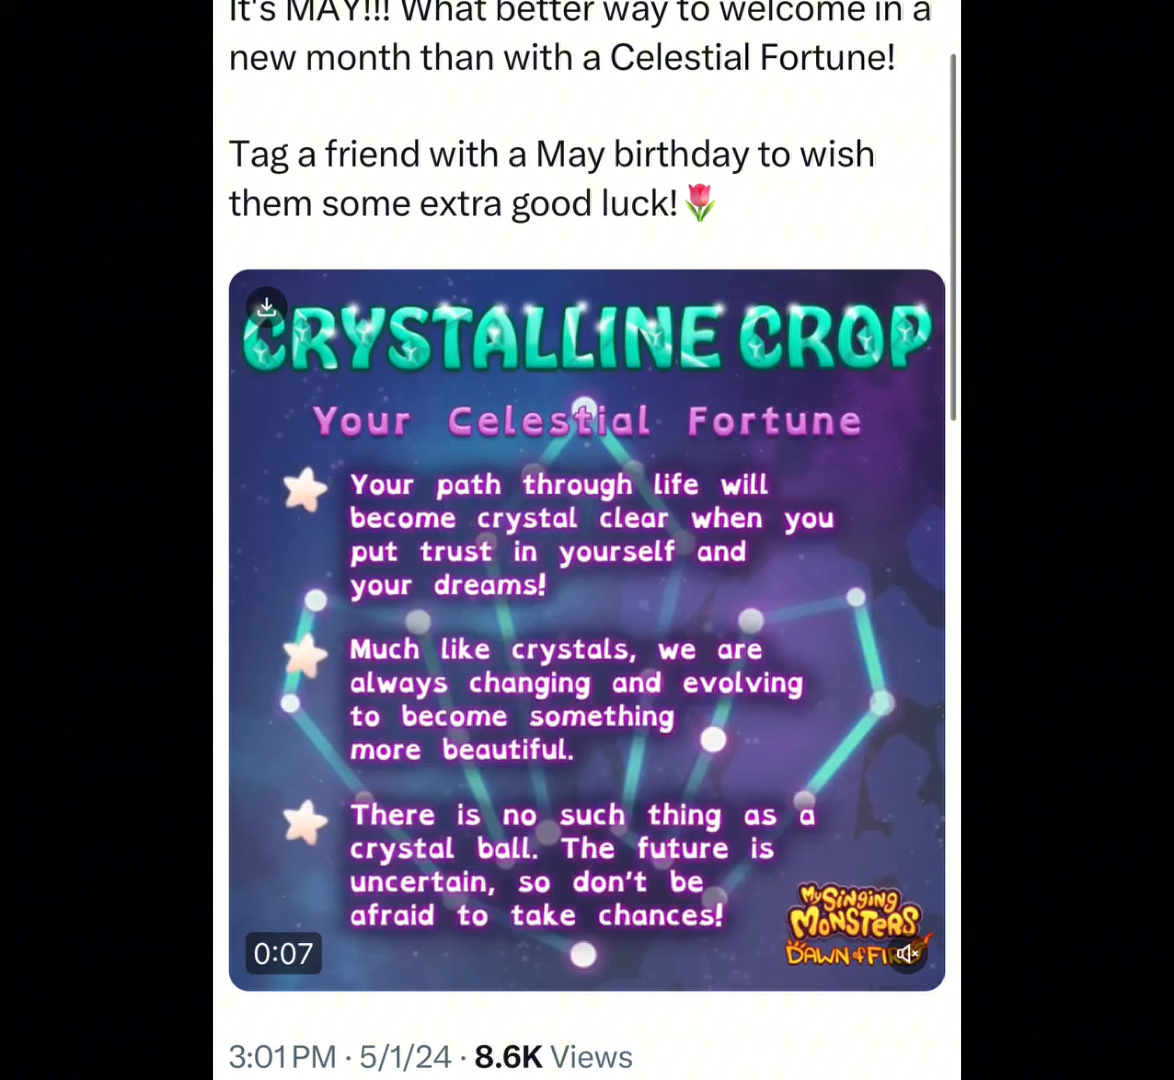 It's MAY!!! What better way to welcome in a
new month than with a Celestial Fortune!
Tag a friend with a May birthday to wish
them some extra good luck!🌷
CRYSTALLINE CROP
Your Celestial Fortune
Your path through life will
become crystal clear when you
put trust in yourself and
your dreams!
Much like crystals, we are
always changing and evolving
to become something
more beautiful.
There is no such thing as a
crystal ball. The future is
uncertain, so don't be
afraid to take chances!
My Singing
MONSTERS
DAWN of FIRE
0:07
3:01 PM · 5/1/24 · 8.6K Views